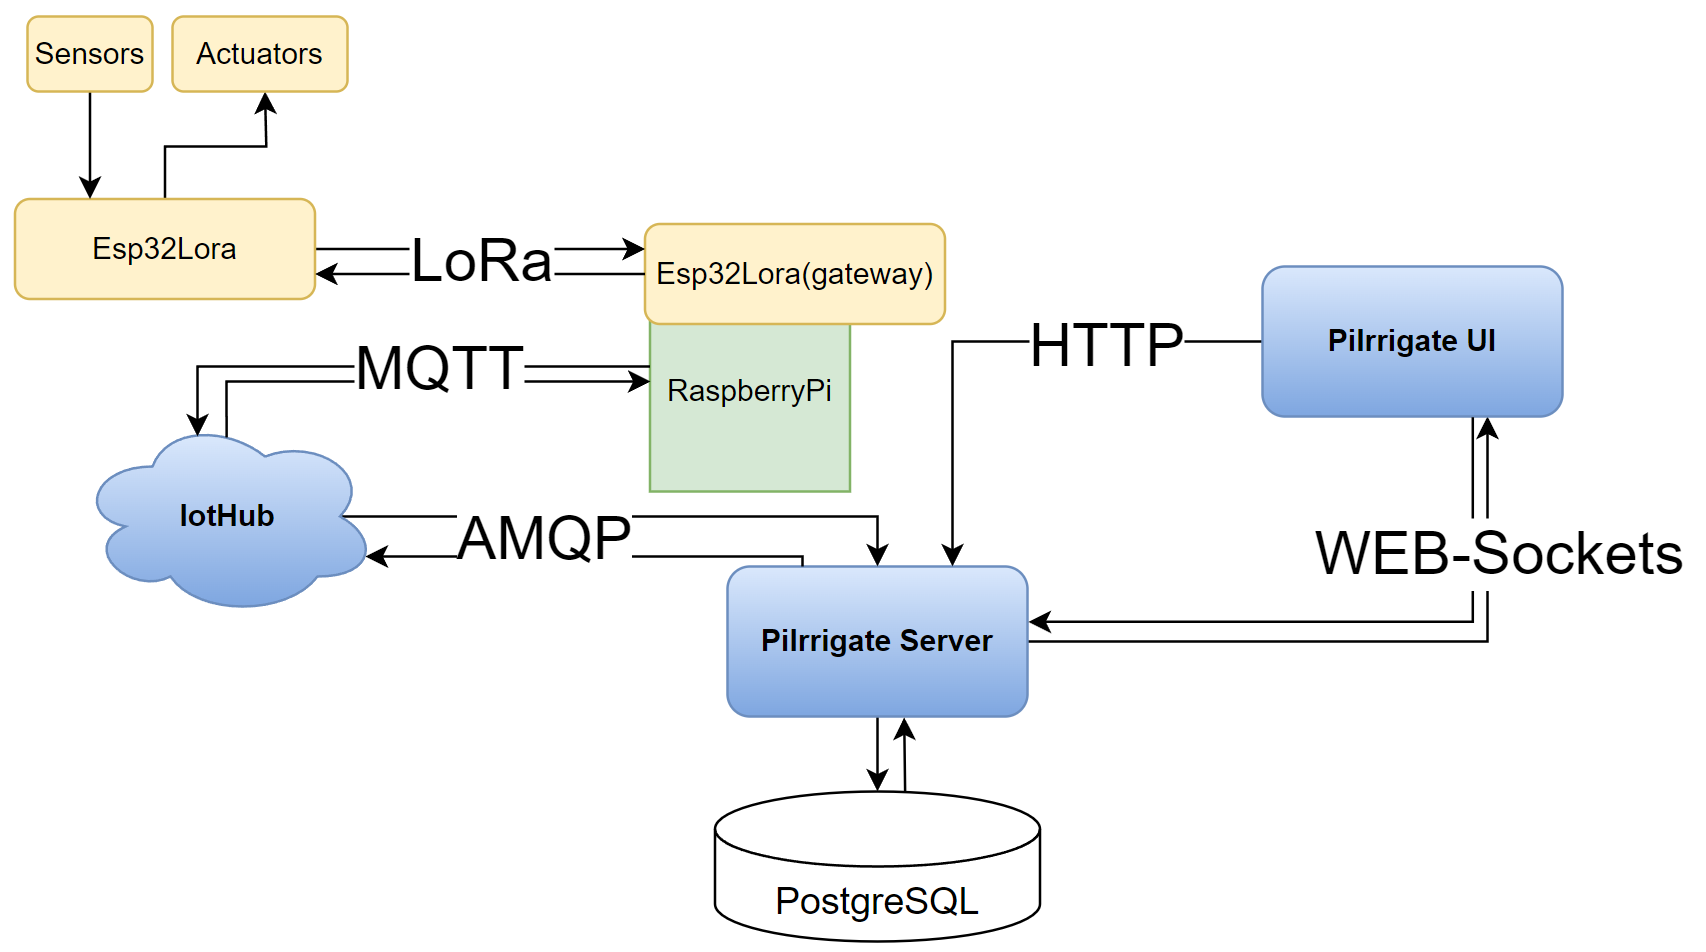 Sensors
Actuators
Esp32Lora
LoRa
Esp32Lora(gateway)
HTTP
PiIrrigate UI
MQTT
RaspberryPi
IotHub
AMQP
WEB-Sockets
PiIrrigate Server
PostgreSQL